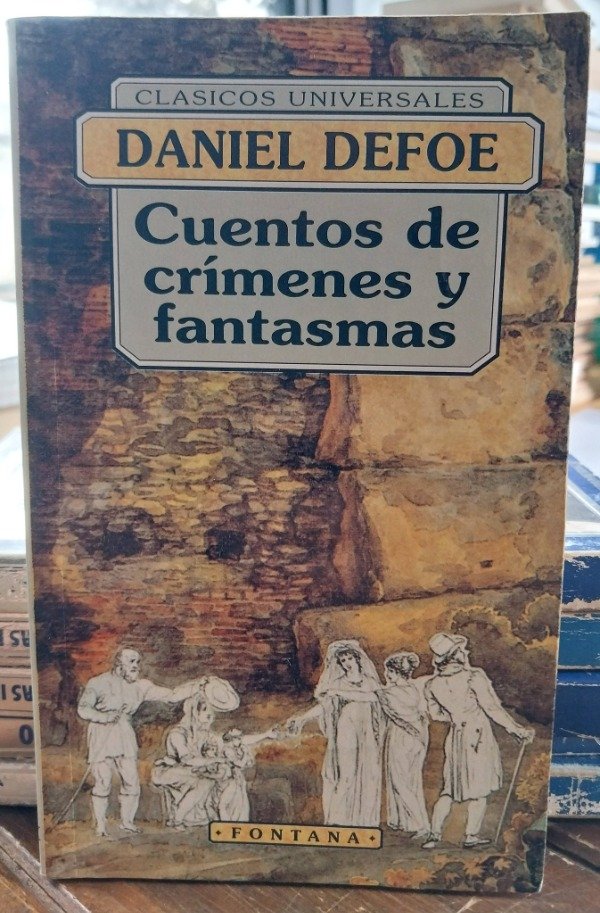 CLASICOS UNIVERSALES
DANIEL DEFOE
Cuentos de
crímenes y
fantasmas
• FONTANA •